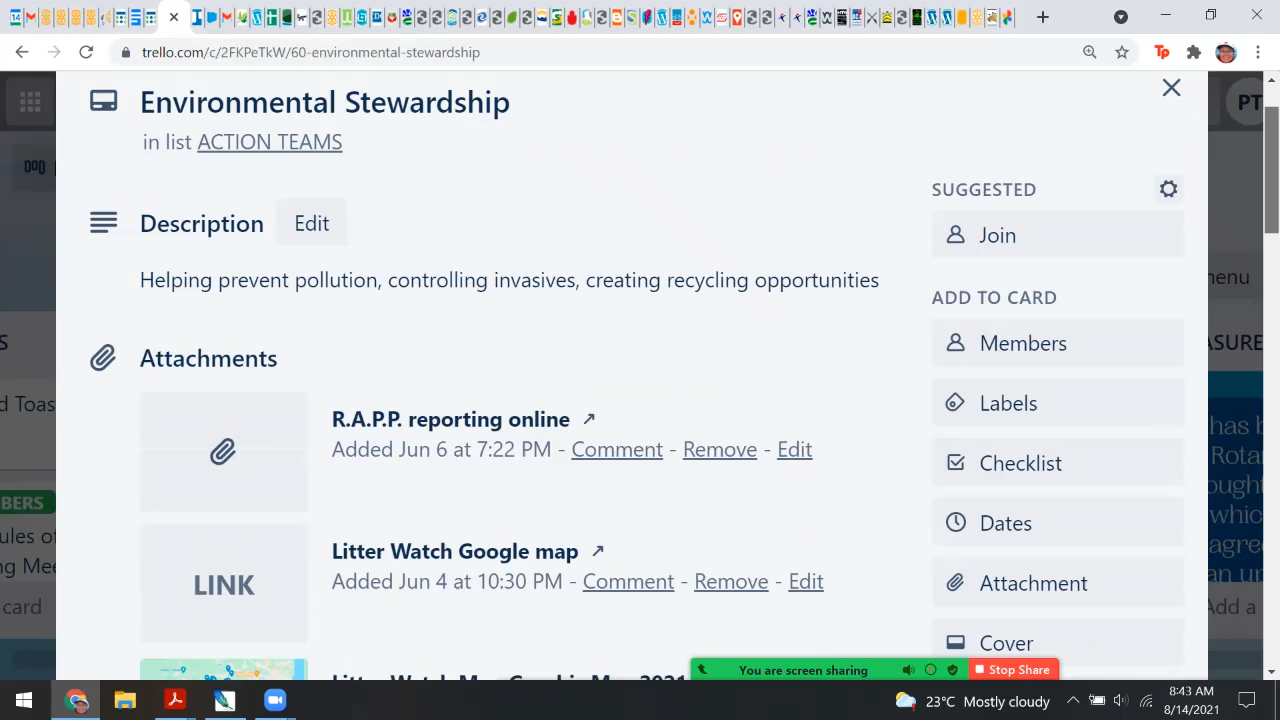 trello.com/c/2FKPeTkW/60-environmental-stewardship
Environmental Stewardship
in list ACTION TEAMS
PT
SUGGESTED
Description Edit
Join
Helping prevent pollution, controlling invasives, creating recycling opportunities
ADD TO CARD
Members
Attachments
Labels
R.A.P.P. reporting online ↗
Added Jun 6 at 7:22 PM - Comment - Remove - Edit
Checklist
Dates
Litter Watch Google map ↗
LINK
Added Jun 4 at 10:30 PM - Comment - Remove - Edit
Attachment
Cover
card
You are screen sharing
Stop Share
23°C Mostly cloudy
8:43 AM
8/14/2021